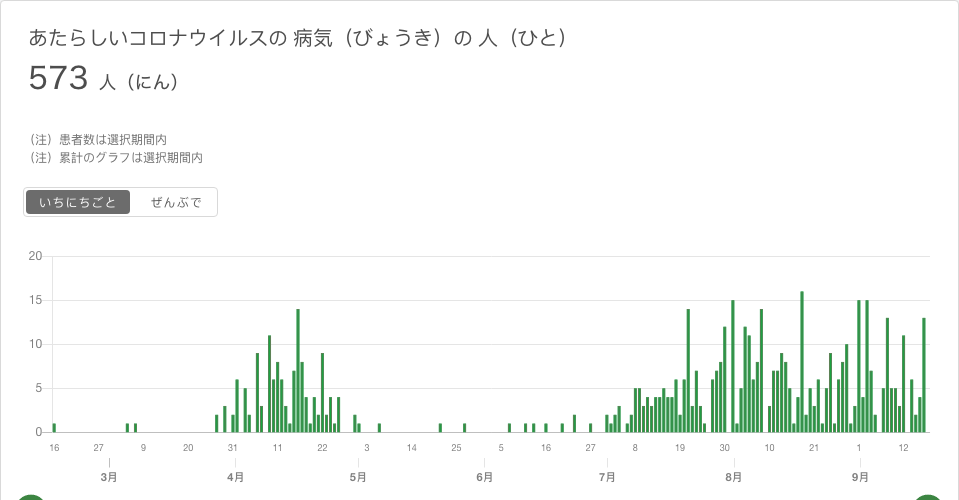 あたらしいコロナウイルスの 病気（びょうき）の 人（ひと）
573 人（にん）
（注）患者数は選択期間内
（注）累計のグラフは選択期間内
いちにちごと ぜんぶで
20
15
10
5
0
16 27 9 20 31 11 22 3 14 25 5 16 27 8 19 30 10 21 1 12
3月 4月 5月 6月 7月 8月 9月